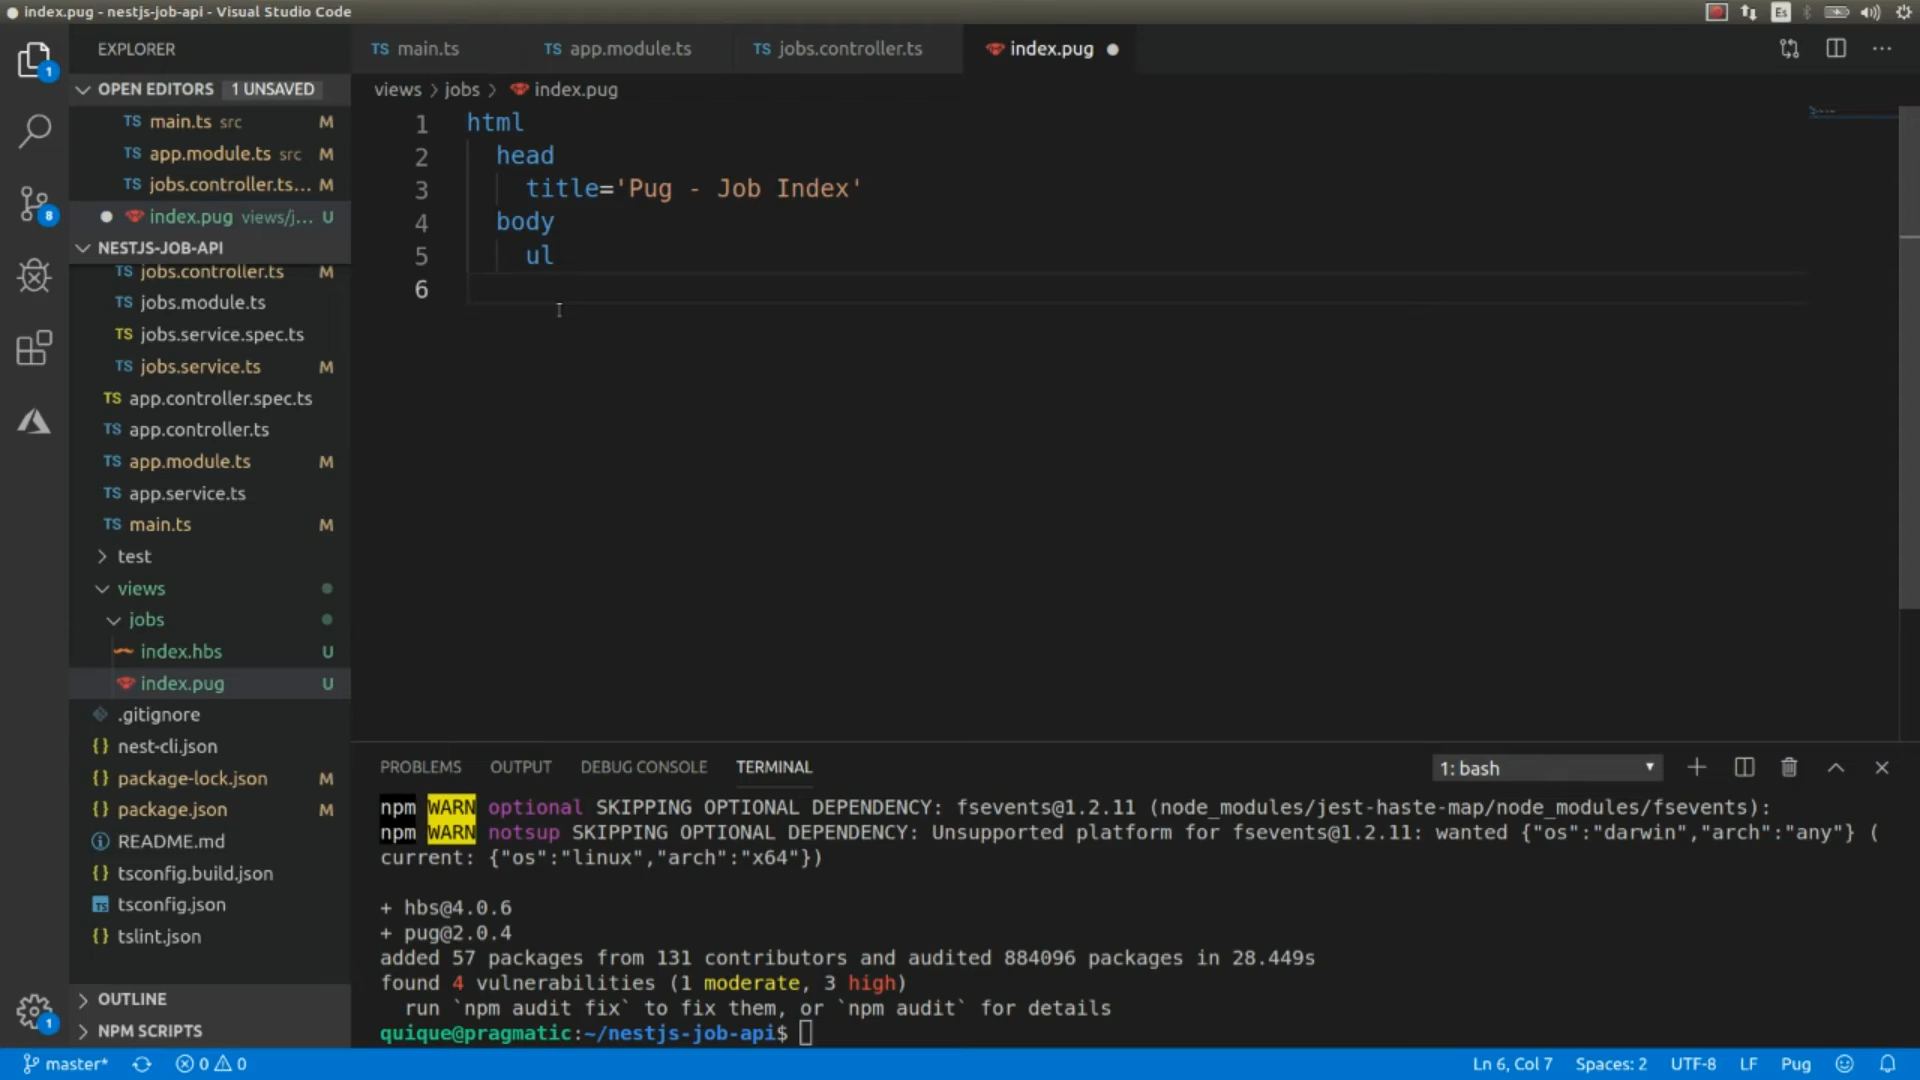 index.pug - nestjs-job-api - Visual Studio Code
Es
EXPLORER
TS main.ts
TS app.module.ts
TS jobs.controller.ts
index.pug
OPEN EDITORS 1 UNSAVED
TS main.ts src M
TS app.module.ts src M
TS jobs.controller.ts... M
index.pug views/j... U
NESTJS-JOB-API
TS jobs.controller.ts M
TS jobs.module.ts
TS jobs.service.spec.ts
TS jobs.service.ts M
TS app.controller.spec.ts
TS app.controller.ts
TS app.module.ts M
TS app.service.ts
TS main.ts M
test
views
jobs
index.hbs U
index.pug U
.gitignore
{} nest-cli.json
{} package-lock.json M
{} package.json M
README.md
{} tsconfig.build.json
TS tsconfig.json
{} tslint.json
OUTLINE
NPM SCRIPTS
1
8
1
views > jobs > index.pug
1 html
2 head
3 title='Pug - Job Index'
4 body
5 ul
6
PROBLEMS OUTPUT DEBUG CONSOLE TERMINAL
1: bash
npm WARN optional SKIPPING OPTIONAL DEPENDENCY: fsevents@1.2.11 (node_modules/jest-haste-map/node_modules/fsevents):
npm WARN notsup SKIPPING OPTIONAL DEPENDENCY: Unsupported platform for fsevents@1.2.11: wanted {"os":"darwin","arch":"any"} (
current: {"os":"linux","arch":"x64"})
+ hbs@4.0.6
+ pug@2.0.4
added 57 packages from 131 contributors and audited 884096 packages in 28.449s
found 4 vulnerabilities (1 moderate, 3 high)
run `npm audit fix` to fix them, or `npm audit` for details
quique@pragmatic:~/nestjs-job-api$
master* 0 0
Ln 6, Col 7 Spaces: 2 UTF-8 LF Pug